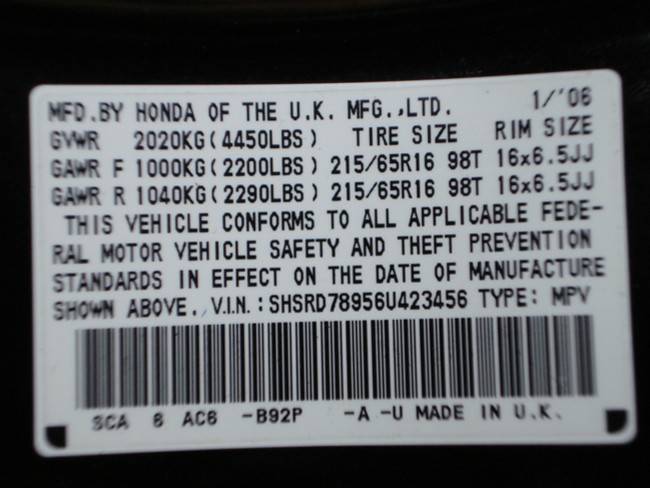 MFD.BY HONDA OF THE U.K. MFG.,LTD. 1/'06
GVWR 2020KG(4450LBS) TIRE SIZE RIM SIZE
GAWR F 1000KG(2200LBS) 215/65R16 98T 16x6.5JJ
GAWR R 1040KG(2290LBS) 215/65R16 98T 16x6.5JJ
THIS VEHICLE CONFORMS TO ALL APPLICABLE FEDE-
RAL MOTOR VEHICLE SAFETY AND THEFT PREVENTION
STANDARDS IN EFFECT ON THE DATE OF MANUFACTURE
SHOWN ABOVE. V.I.N.:SHSRD78956U423456 TYPE: MPV
SCA 6 AC6 -B92P -A -U MADE IN U.K.